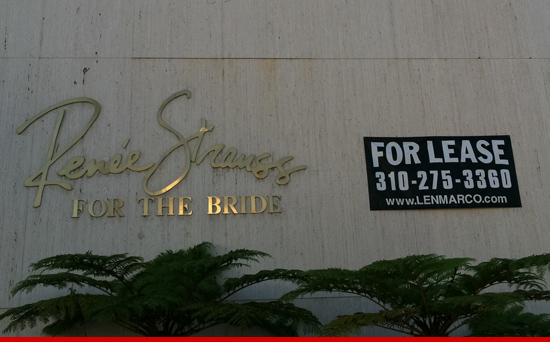 Renée Strauss
FOR THE BRIDE
FOR LEASE
310-275-3360
www.LENMARCO.com